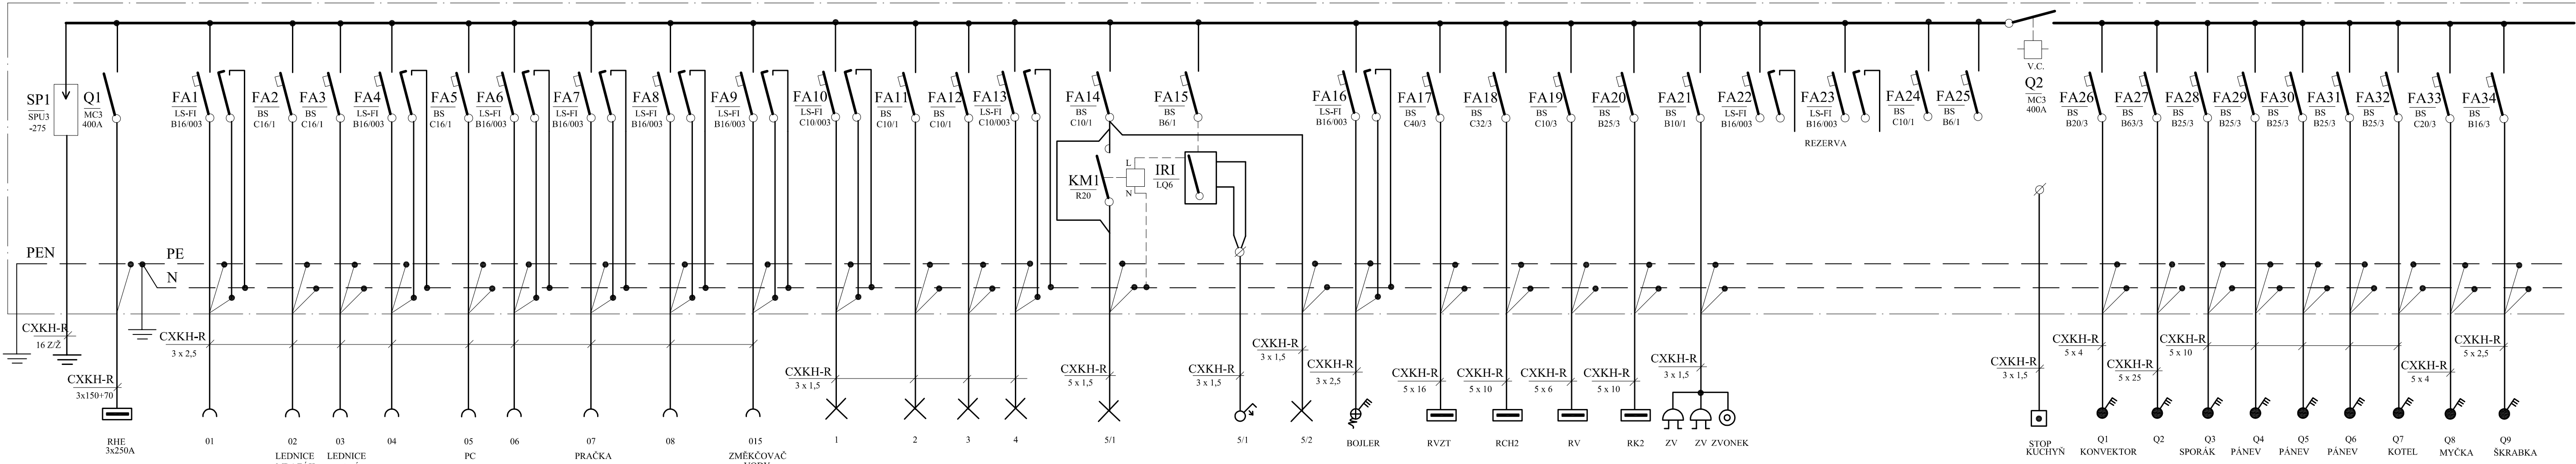 SP1
SPU3
-275
Q1
MC3
400A
FA1
LS-FI
B16/003
FA2
BS
C16/1
FA3
BS
C16/1
FA4
LS-FI
B16/003
FA5
BS
C16/1
FA6
LS-FI
B16/003
FA7
LS-FI
B16/003
FA8
LS-FI
B16/003
FA9
LS-FI
B16/003
FA10
LS-FI
C10/003
FA11
BS
C10/1
FA12
BS
C10/1
FA13
LS-FI
C10/003
FA14
BS
C10/1
FA15
BS
B6/1
FA16
LS-FI
B16/003
FA17
BS
C40/3
FA18
BS
C32/3
FA19
BS
C10/3
FA20
BS
B25/3
FA21
BS
B10/1
FA22
LS-FI
B16/003
FA23
LS-FI
B16/003
REZERVA
FA24
BS
C10/1
FA25
BS
B6/1
V.C.
Q2
MC3
400A
FA26
BS
B20/3
FA27
BS
B63/3
FA28
BS
B25/3
FA29
BS
B25/3
FA30
BS
B25/3
FA31
BS
B25/3
FA32
BS
B25/3
FA33
BS
C20/3
FA34
BS
B16/3
KM1
R20
L
N
IRI
LQ6
PEN
PE
N
CXKH-R
16 Z/Ž
CXKH-R
3x150+70
CXKH-R
3 x 2,5
CXKH-R
3 x 1,5
CXKH-R
5 x 1,5
CXKH-R
3 x 1,5
CXKH-R
3 x 1,5
CXKH-R
3 x 2,5
CXKH-R
5 x 16
CXKH-R
5 x 10
CXKH-R
5 x 6
CXKH-R
5 x 10
CXKH-R
3 x 1,5
CXKH-R
3 x 1,5
CXKH-R
5 x 4
CXKH-R
5 x 25
CXKH-R
5 x 10
CXKH-R
5 x 4
CXKH-R
5 x 2,5
RHE
3x250A
01
02
LEDNICE
03
LEDNICE
04
05
PC
06
07
PRAČKA
08
015
ZMĚKČOVAČ
VODY
1
2
3
4
5/1
5/1
5/2
BOJLER
RVZT
RCH2
RV
RK2
ZV
ZV
ZVONEK
STOP
KUCHYŇ
Q1
KONVEKTOR
Q2
Q3
SPORÁK
Q4
PÁNEV
Q5
PÁNEV
Q6
PÁNEV
Q7
KOTEL
Q8
MYČKA
Q9
ŠKRABKA